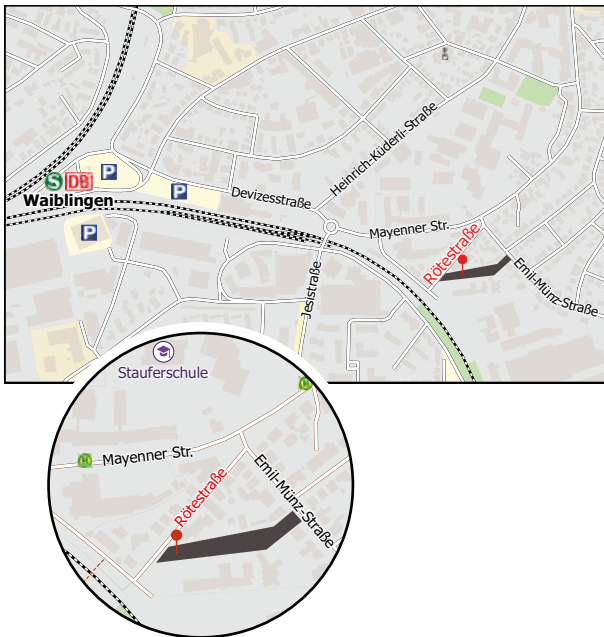 Heinrich-Küderli-Straße
P
S DB
P
Waiblingen
Devizesstraße
P
Mayenner Str.
Rötestraße
Emil-Münz-Straße
Jesistraße
Stauferschule
H
Mayenner Str.
H
Emil-Münz-Straße
Rötestraße